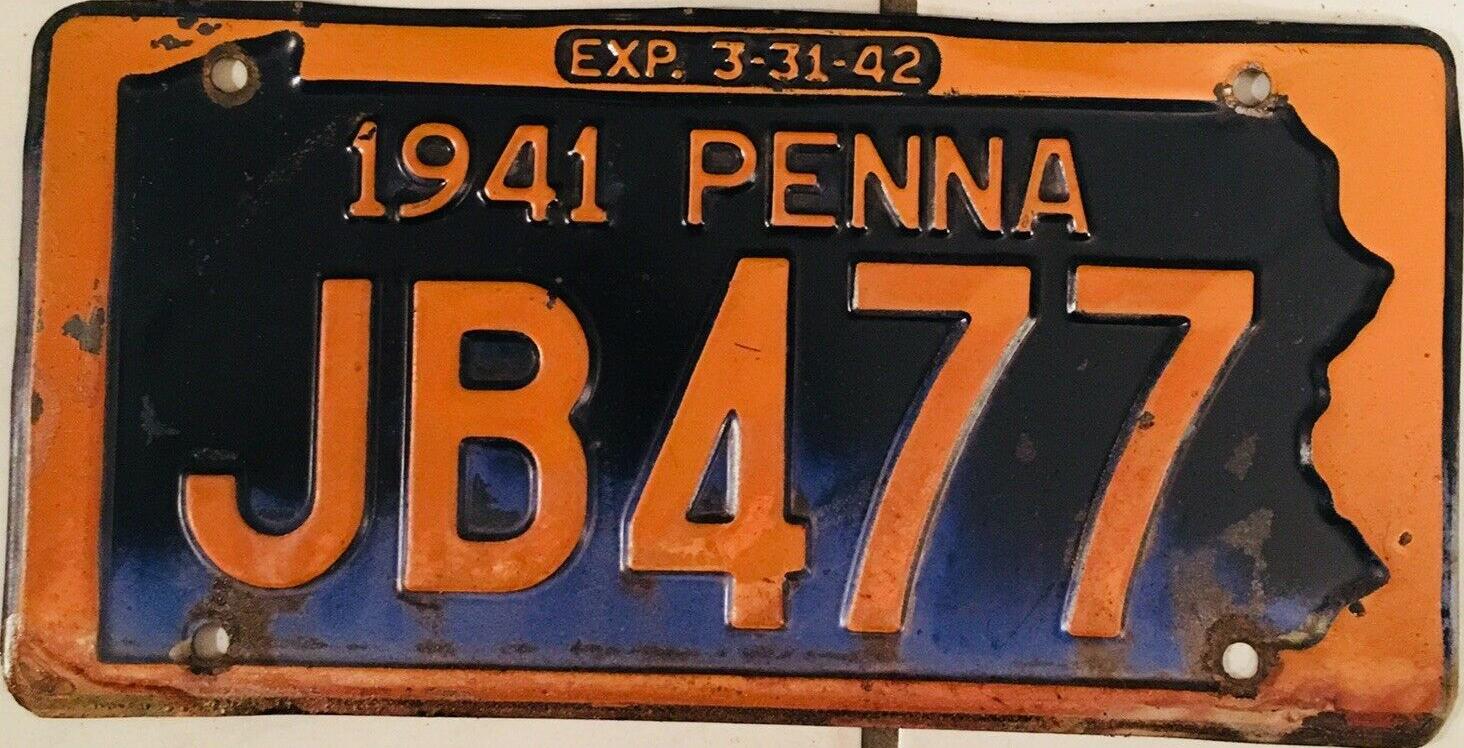 EXP. 3-31-42
1941 PENNA
JB477